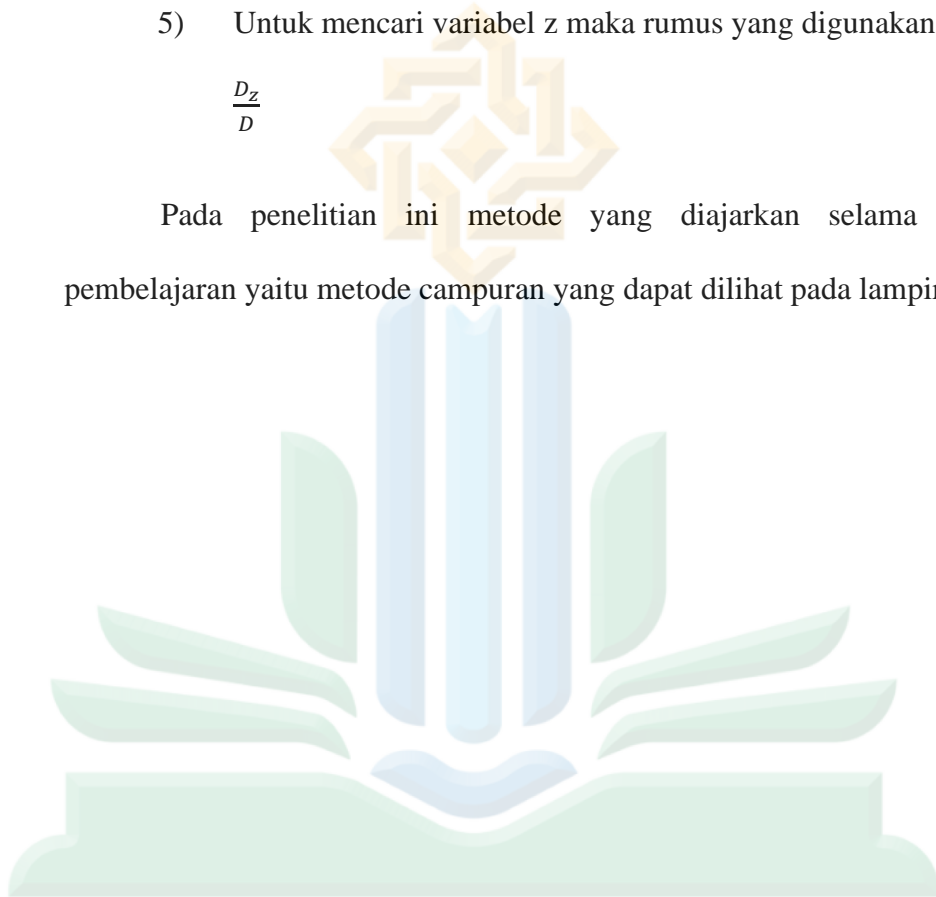 5) Untuk mencari variabel z maka rumus yang digunakan
D_z
D
Pada penelitian ini metode yang diajarkan selama
pembelajaran yaitu metode campuran yang dapat dilihat pada